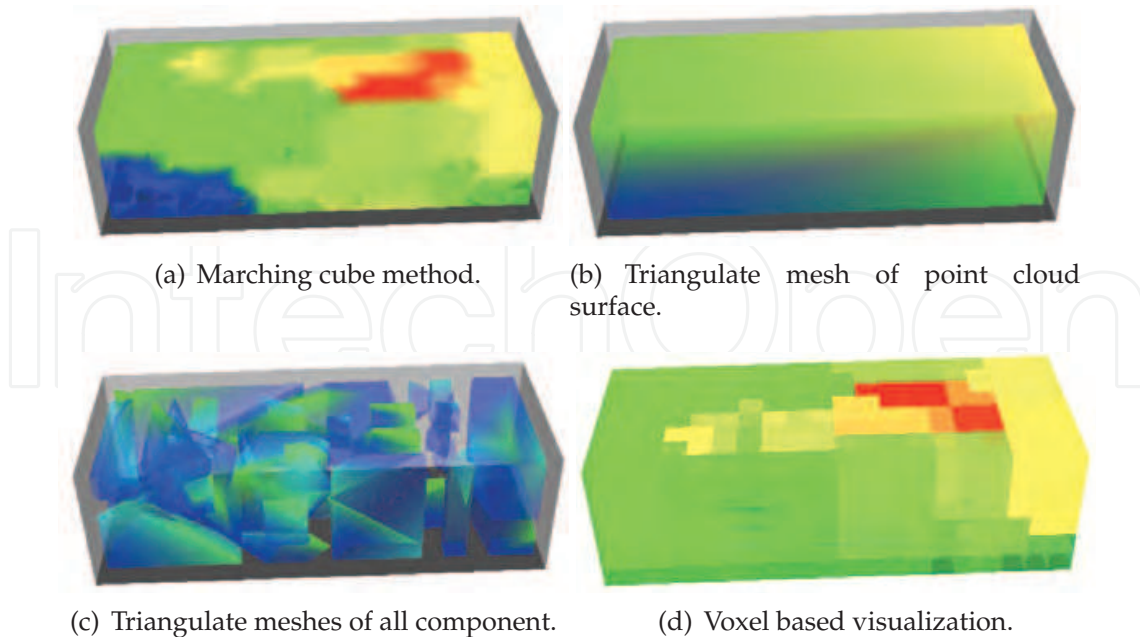 (a) Marching cube method.
(b) Triangulate mesh of point cloud
surface.
IntechOpen
(c) Triangulate meshes of all component.
(d) Voxel based visualization.